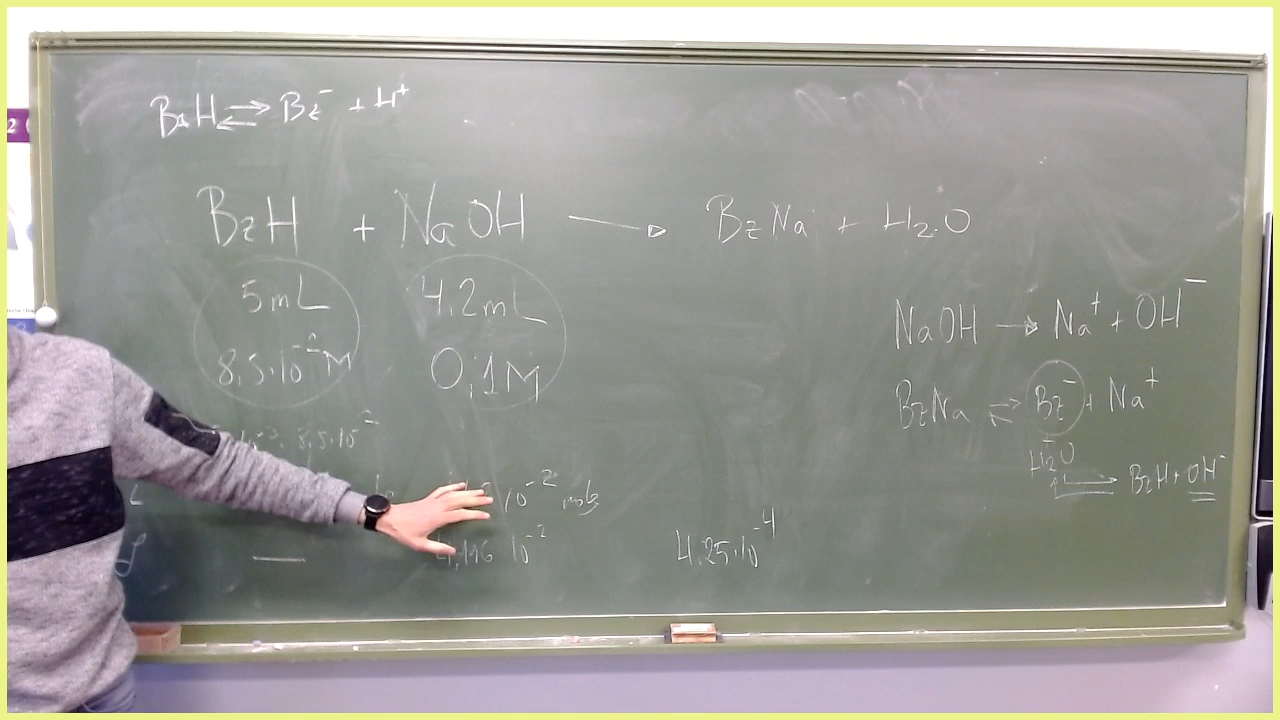 BzH ⇌ Bz⁻ + H⁺
BzH + NaOH → BzNa + H₂O
5mL 4,2mL
8,5·10⁻²M 0,1M
NaOH → Na⁺ + OH⁻
BzNa ⇌ Bz⁻ + Na⁺
8,5·10⁻²
H₂O
⇌ BzH + OH⁻
10⁻² mols
4,196 10⁻² 4,25·10⁻⁴